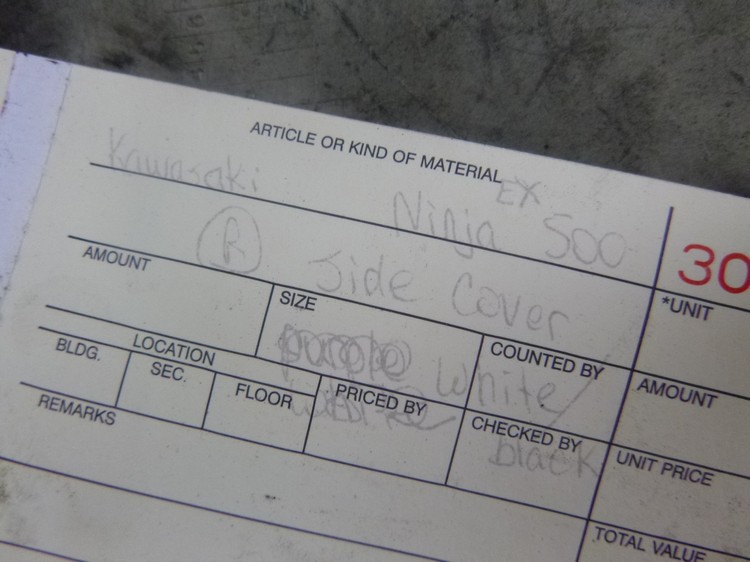 ARTICLE OR KIND OF MATERIAL
Kawasaki Ninja EX 500
30
R Side Cover
*UNIT
AMOUNT
SIZE
purple White/
COUNTED BY
AMOUNT
LOCATION
BLDG. SEC. FLOOR
PRICED BY
CHECKED BY
black
UNIT PRICE
REMARKS
TOTAL VALUE